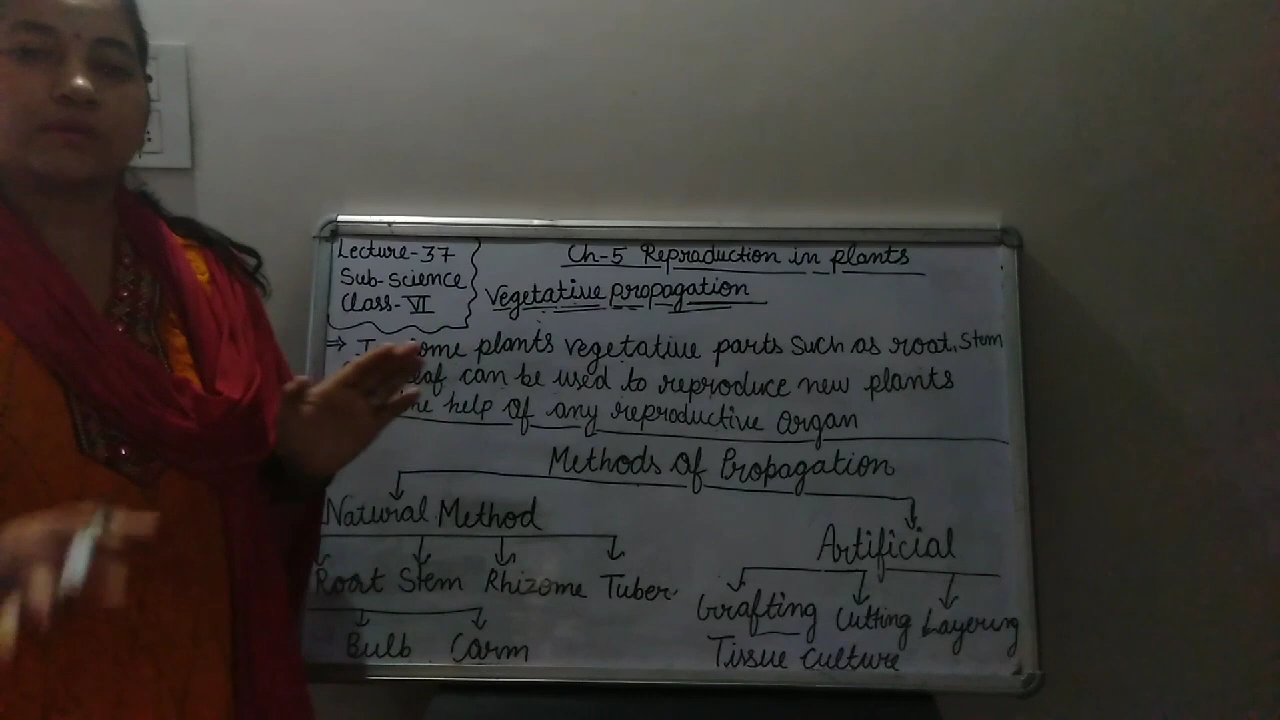 Lecture-37
Sub-Science
Class-VI
Ch-5 Reproduction in plants
Vegetative propagation
⇒ some plants vegetative parts such as root, stem
leaf can be used to reproduce new plants
help of any reproductive organ
Methods of Propagation
Natural Method
Artificial
Root Stem Rhizome Tuber
Grafting Cutting Layering
Bulb Corm
Tissue culture